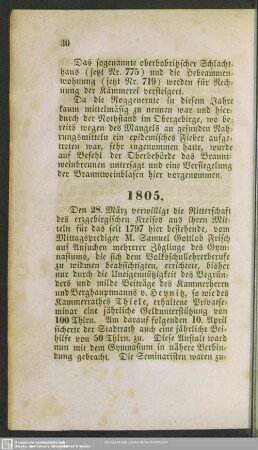 30
Das sogenannte oberbobritzscher Schlacht-
haus (jetzt Nr. 775) und die Hebeammen-
wohnung (jetzt Nr. 719) werden für Rech-
nung der Kämmerei versteigert.
Da die Roggenernte in diesem Jahre
kaum mittelmäßig zu nennen war und hier-
durch der Nothstand im Obergebirge, wo be-
reits wegen des Mangels an gesunden Nah-
rungsmitteln ein epidemisches Fieber aufge-
treten war, sehr zugenommen hatte, wurde
auf Befehl der Oberbehörde das Brannt-
weinbrennen untersagt und eine Versieglung
der Branntweinblasen hier vorgenommen.
1805.
Den 28. März verwilligt die Ritterschaft
des erzgebirgischen Kreises aus ihren Mit-
teln für das seit 1797 hier bestehende, vom
Mittagsprediger M. Samuel Gottlob Frisch
auf Ansuchen mehrerer Zöglinge des Gym-
nasiums, die sich dem Volksschullehrerberufe
zu widmen beabsichtigten, errichtete, bisher
nur durch die Uneigennützigkeit des Begrün-
ders und milde Beiträge des Kammerherrn
und Berghauptmanns v. Heynitz, so wie des
Kammerrathes Thiele, erhaltene Privatse-
minar eine jährliche Geldunterstützung von
100 Thlrn. Am darauf folgenden 10. April
sicherte der Stadtrath auch eine jährliche Bei-
hilfe von 50 Thlrn. zu. Diese Anstalt ward
nun mit dem Gymnasium in nähere Verbin-
dung gebracht. Die Seminaristen waren zu-